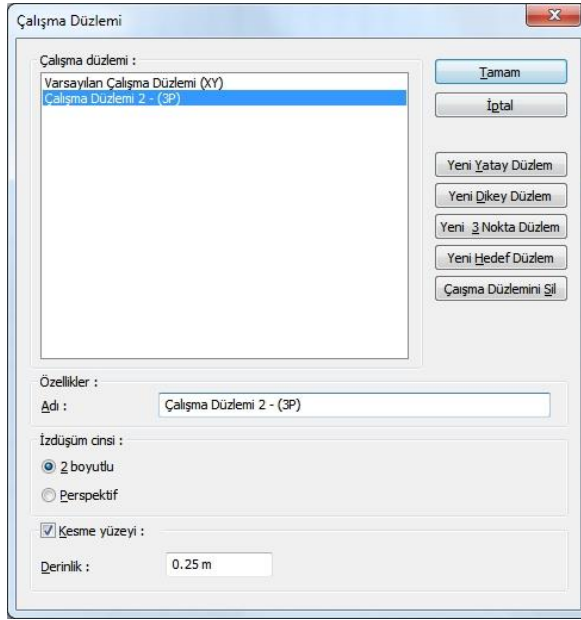 Çalışma Düzlemi
Çalışma düzlemi :
Varsayılan Çalışma Düzlemi (XY)
Çalışma Düzlemi 2 - (3P)
Tamam
İptal
Yeni Yatay Düzlem
Yeni Dikey Düzlem
Yeni 3 Nokta Düzlem
Yeni Hedef Düzlem
Çaışma Düzlemini Sil
Özellikler :
Adı : Çalışma Düzlemi 2 - (3P)
İzdüşüm cinsi :
2 boyutlu
Perspektif
Kesme yüzeyi :
Derinlik : 0.25 m